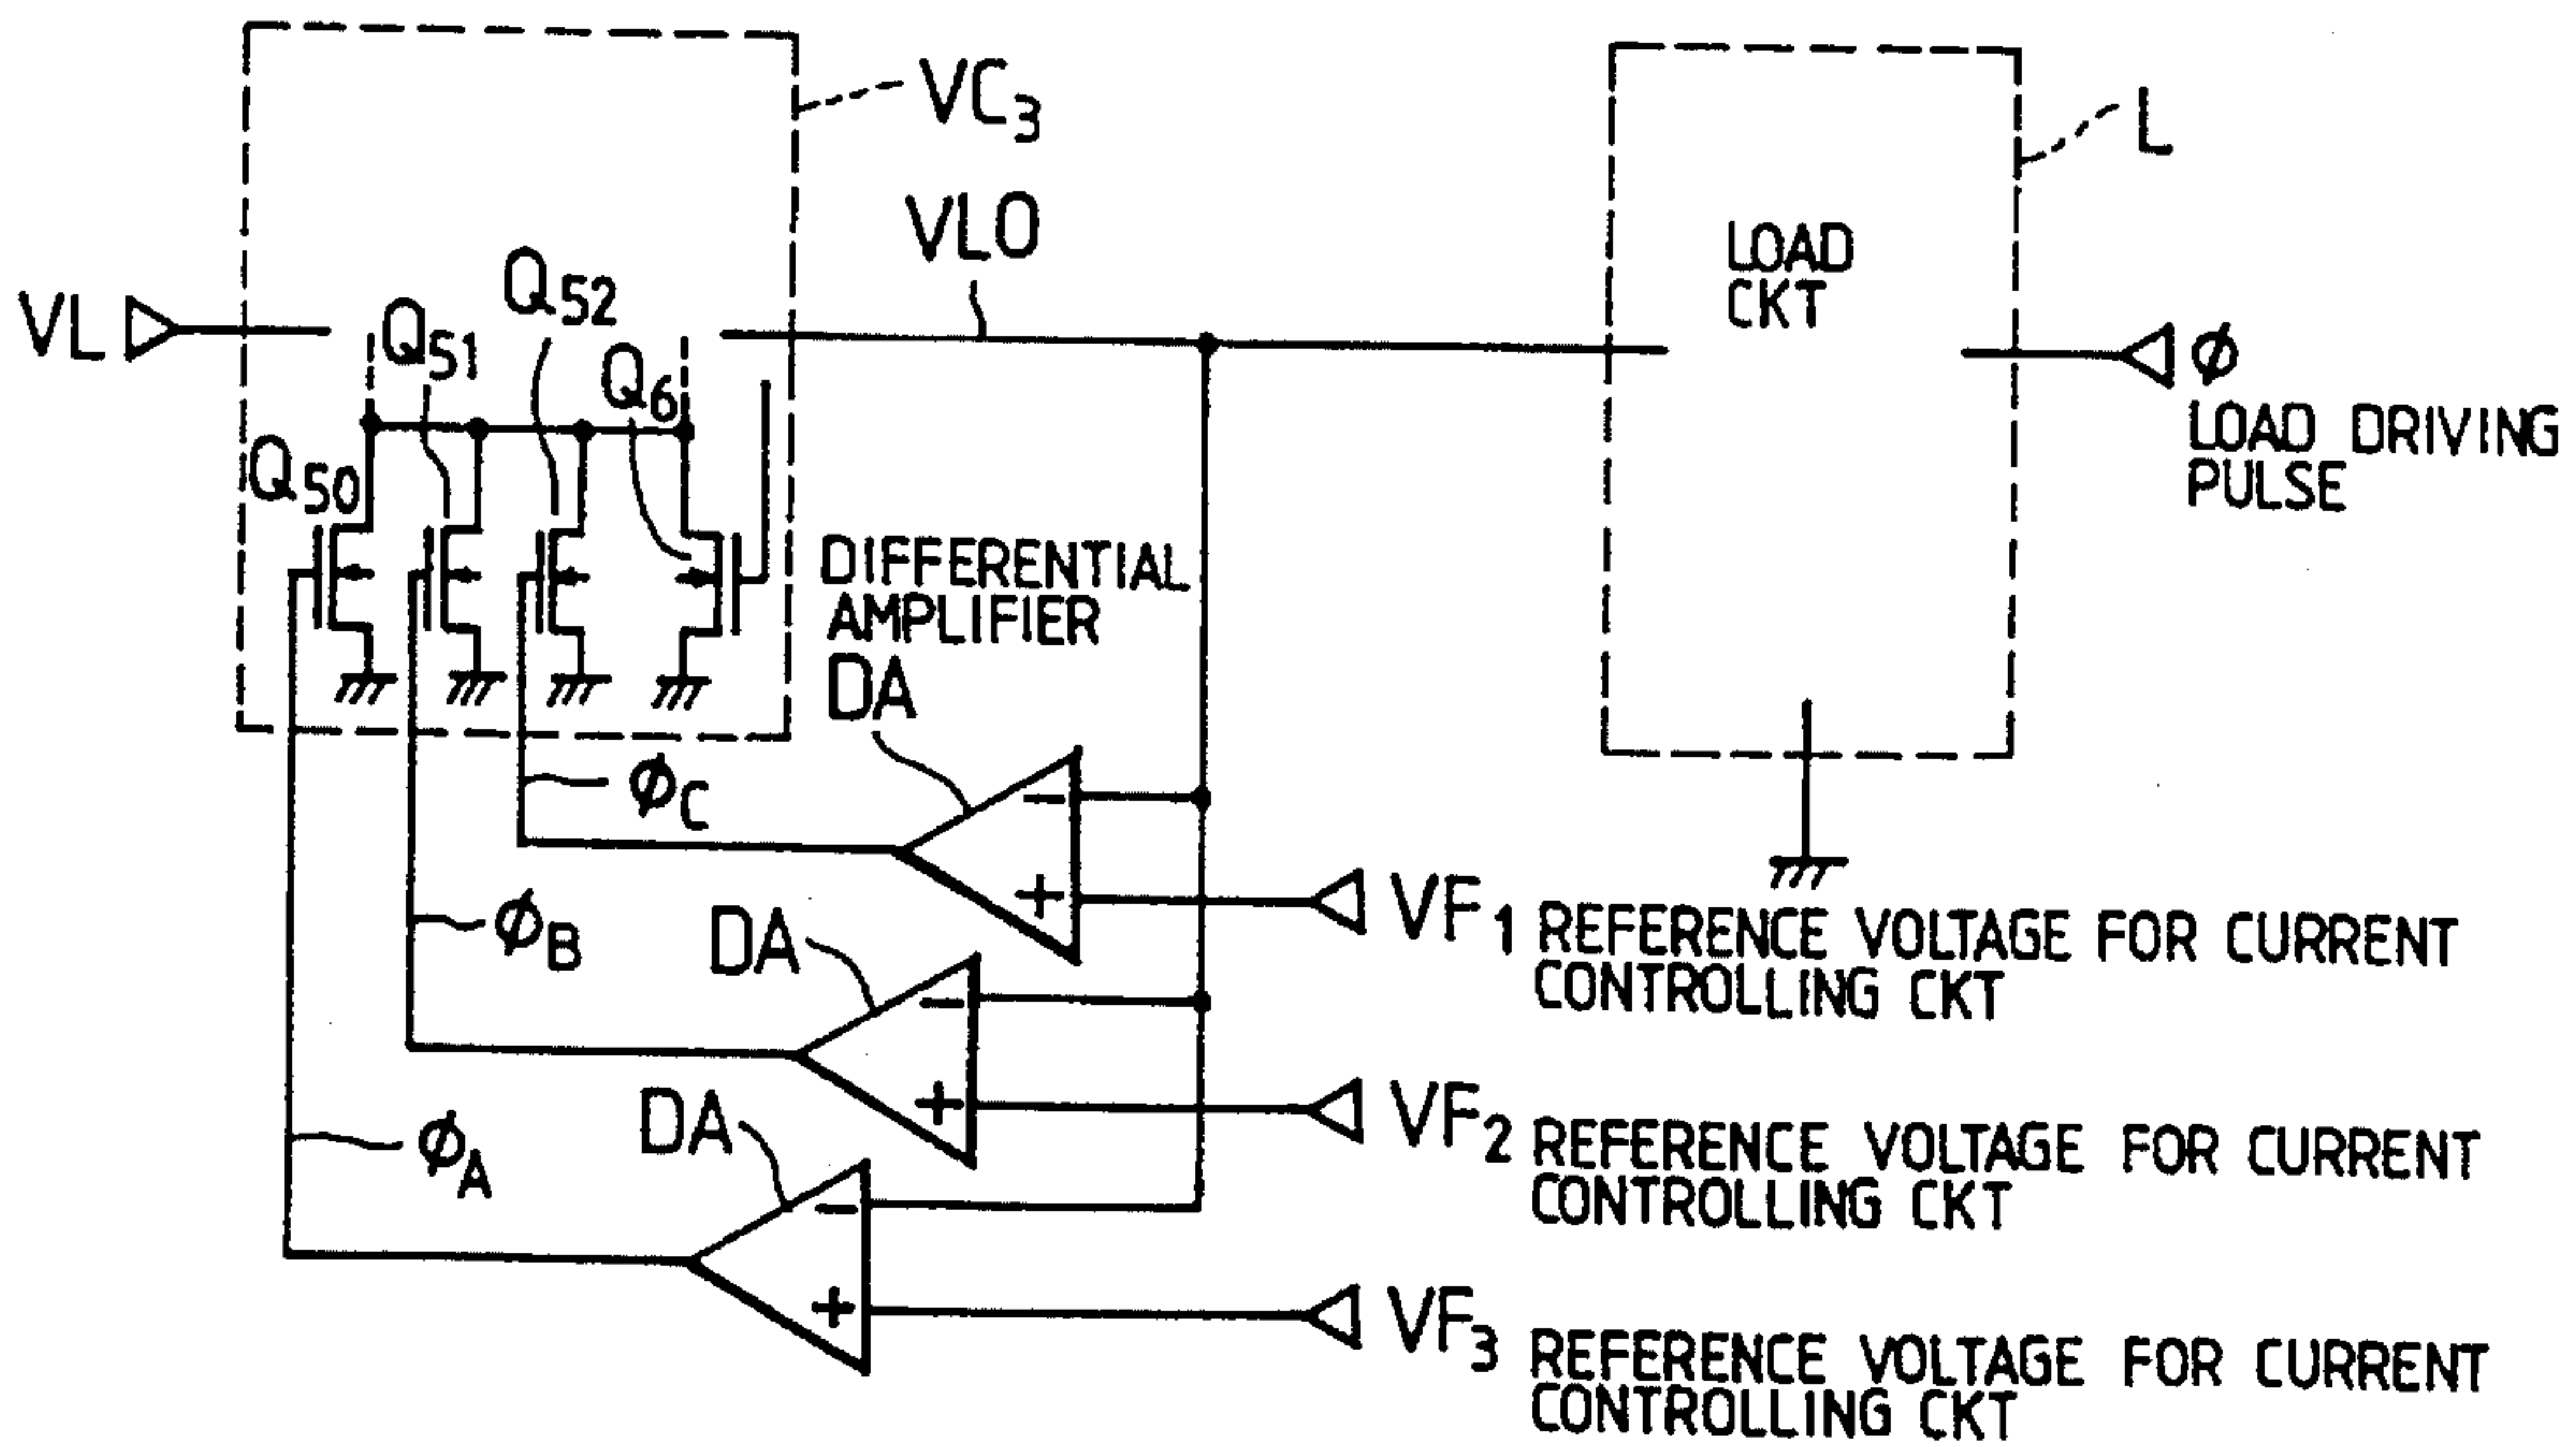 VC3
L
VLO
LOAD
CKT
VL
Q52
Q51
Q6
Q50
φ
LOAD DRIVING
PULSE
DIFFERENTIAL
AMPLIFIER
DA
φC
−
+
VF1 REFERENCE VOLTAGE FOR CURRENT
CONTROLLING CKT
φB
DA
−
+
VF2 REFERENCE VOLTAGE FOR CURRENT
CONTROLLING CKT
φA
DA
−
+
VF3 REFERENCE VOLTAGE FOR CURRENT
CONTROLLING CKT